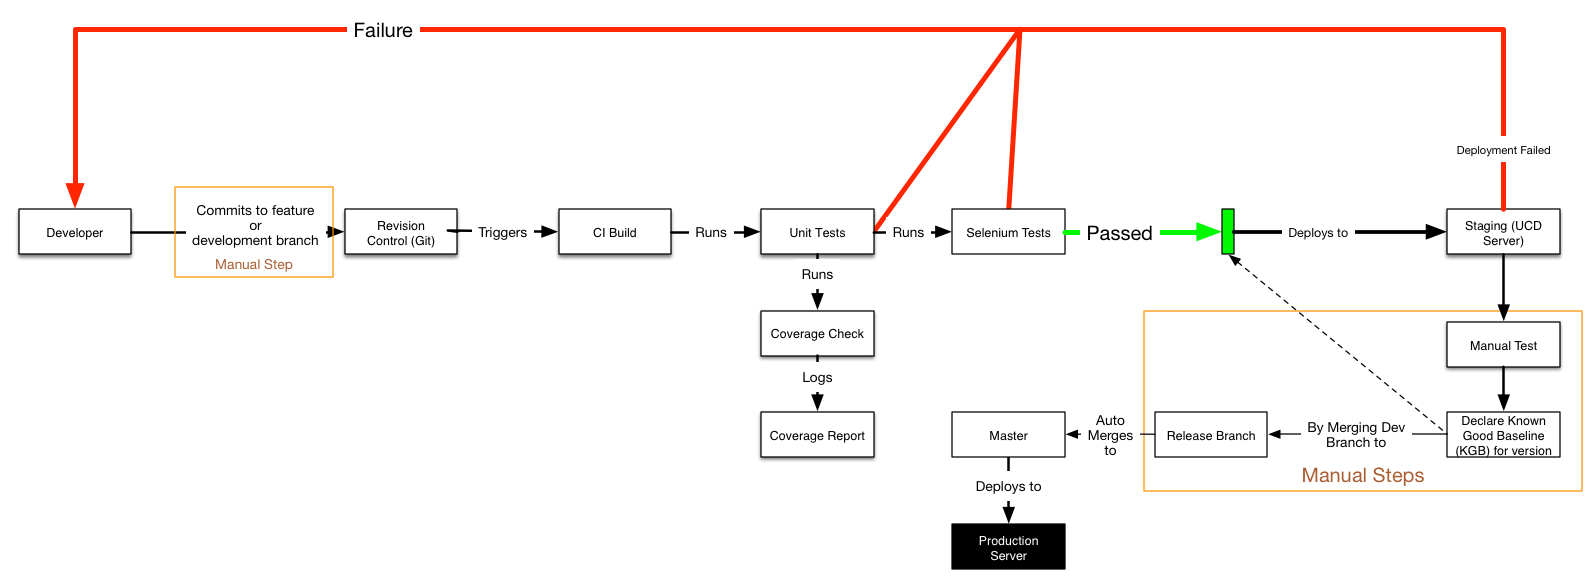 Failure
Deployment Failed
Developer
Commits to feature
or
development branch
Manual Step
Revision
Control (Git)
Triggers
CI Build
Runs
Unit Tests
Runs
Selenium Tests
Passed
Deploys to
Staging (UCD
Server)
Runs
Coverage Check
Logs
Coverage Report
Manual Test
Declare Known
Good Baseline
(KGB) for version
By Merging Dev
Branch to
Release Branch
Auto
Merges
to
Master
Manual Steps
Deploys to
Production
Server